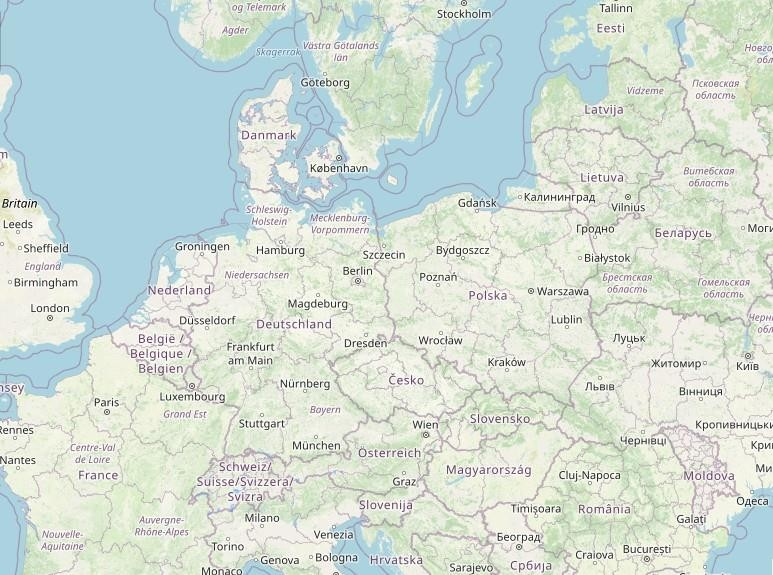 og Telemark
Stockholm
Tallinn
Agder
Eesti
Skagerrak
Västra Götalands
län
Göteborg
Псковская
область
Vidzeme
Latvija
Danmark
København
Lietuva
Витебская
область
Britain
Leeds
Sheffield
England
Birmingham
London
Schleswig-
Holstein
Mecklenburg-
Vorpommern
Gdańsk
Калининград
Vilnius
Гродно
Беларусь
Groningen
Hamburg
Szczecin
Bydgoszcz
Białystok
Niedersachsen
Berlin
Poznań
Брестская
область
Гомельская
область
Nederland
Magdeburg
Polska
Warszawa
Düsseldorf
Deutschland
Lublin
België /
Belgique /
Belgien
Frankfurt
am Main
Dresden
Wrocław
Луцьк
Kraków
Житомир
Київ
Luxembourg
Nürnberg
Česko
Львів
Вінниця
Paris
Grand Est
Bayern
Stuttgart
Wien
Slovensko
Чернівці
Кропивницький
München
Nantes
Centre-Val
de Loire
France
Österreich
Schweiz/
Suisse/Svizzera/
Svizra
Graz
Magyarország
Cluj-Napoca
Moldova
Одеса
Slovenija
Milano
Timișoara
România
Galați
Nouvelle-
Aquitaine
Auvergne-
Rhône-Alpes
Venezia
Torino
Genova
Bologna
Hrvatska
Београд
Србија
Craiova
București
Monaco
Sarajevo